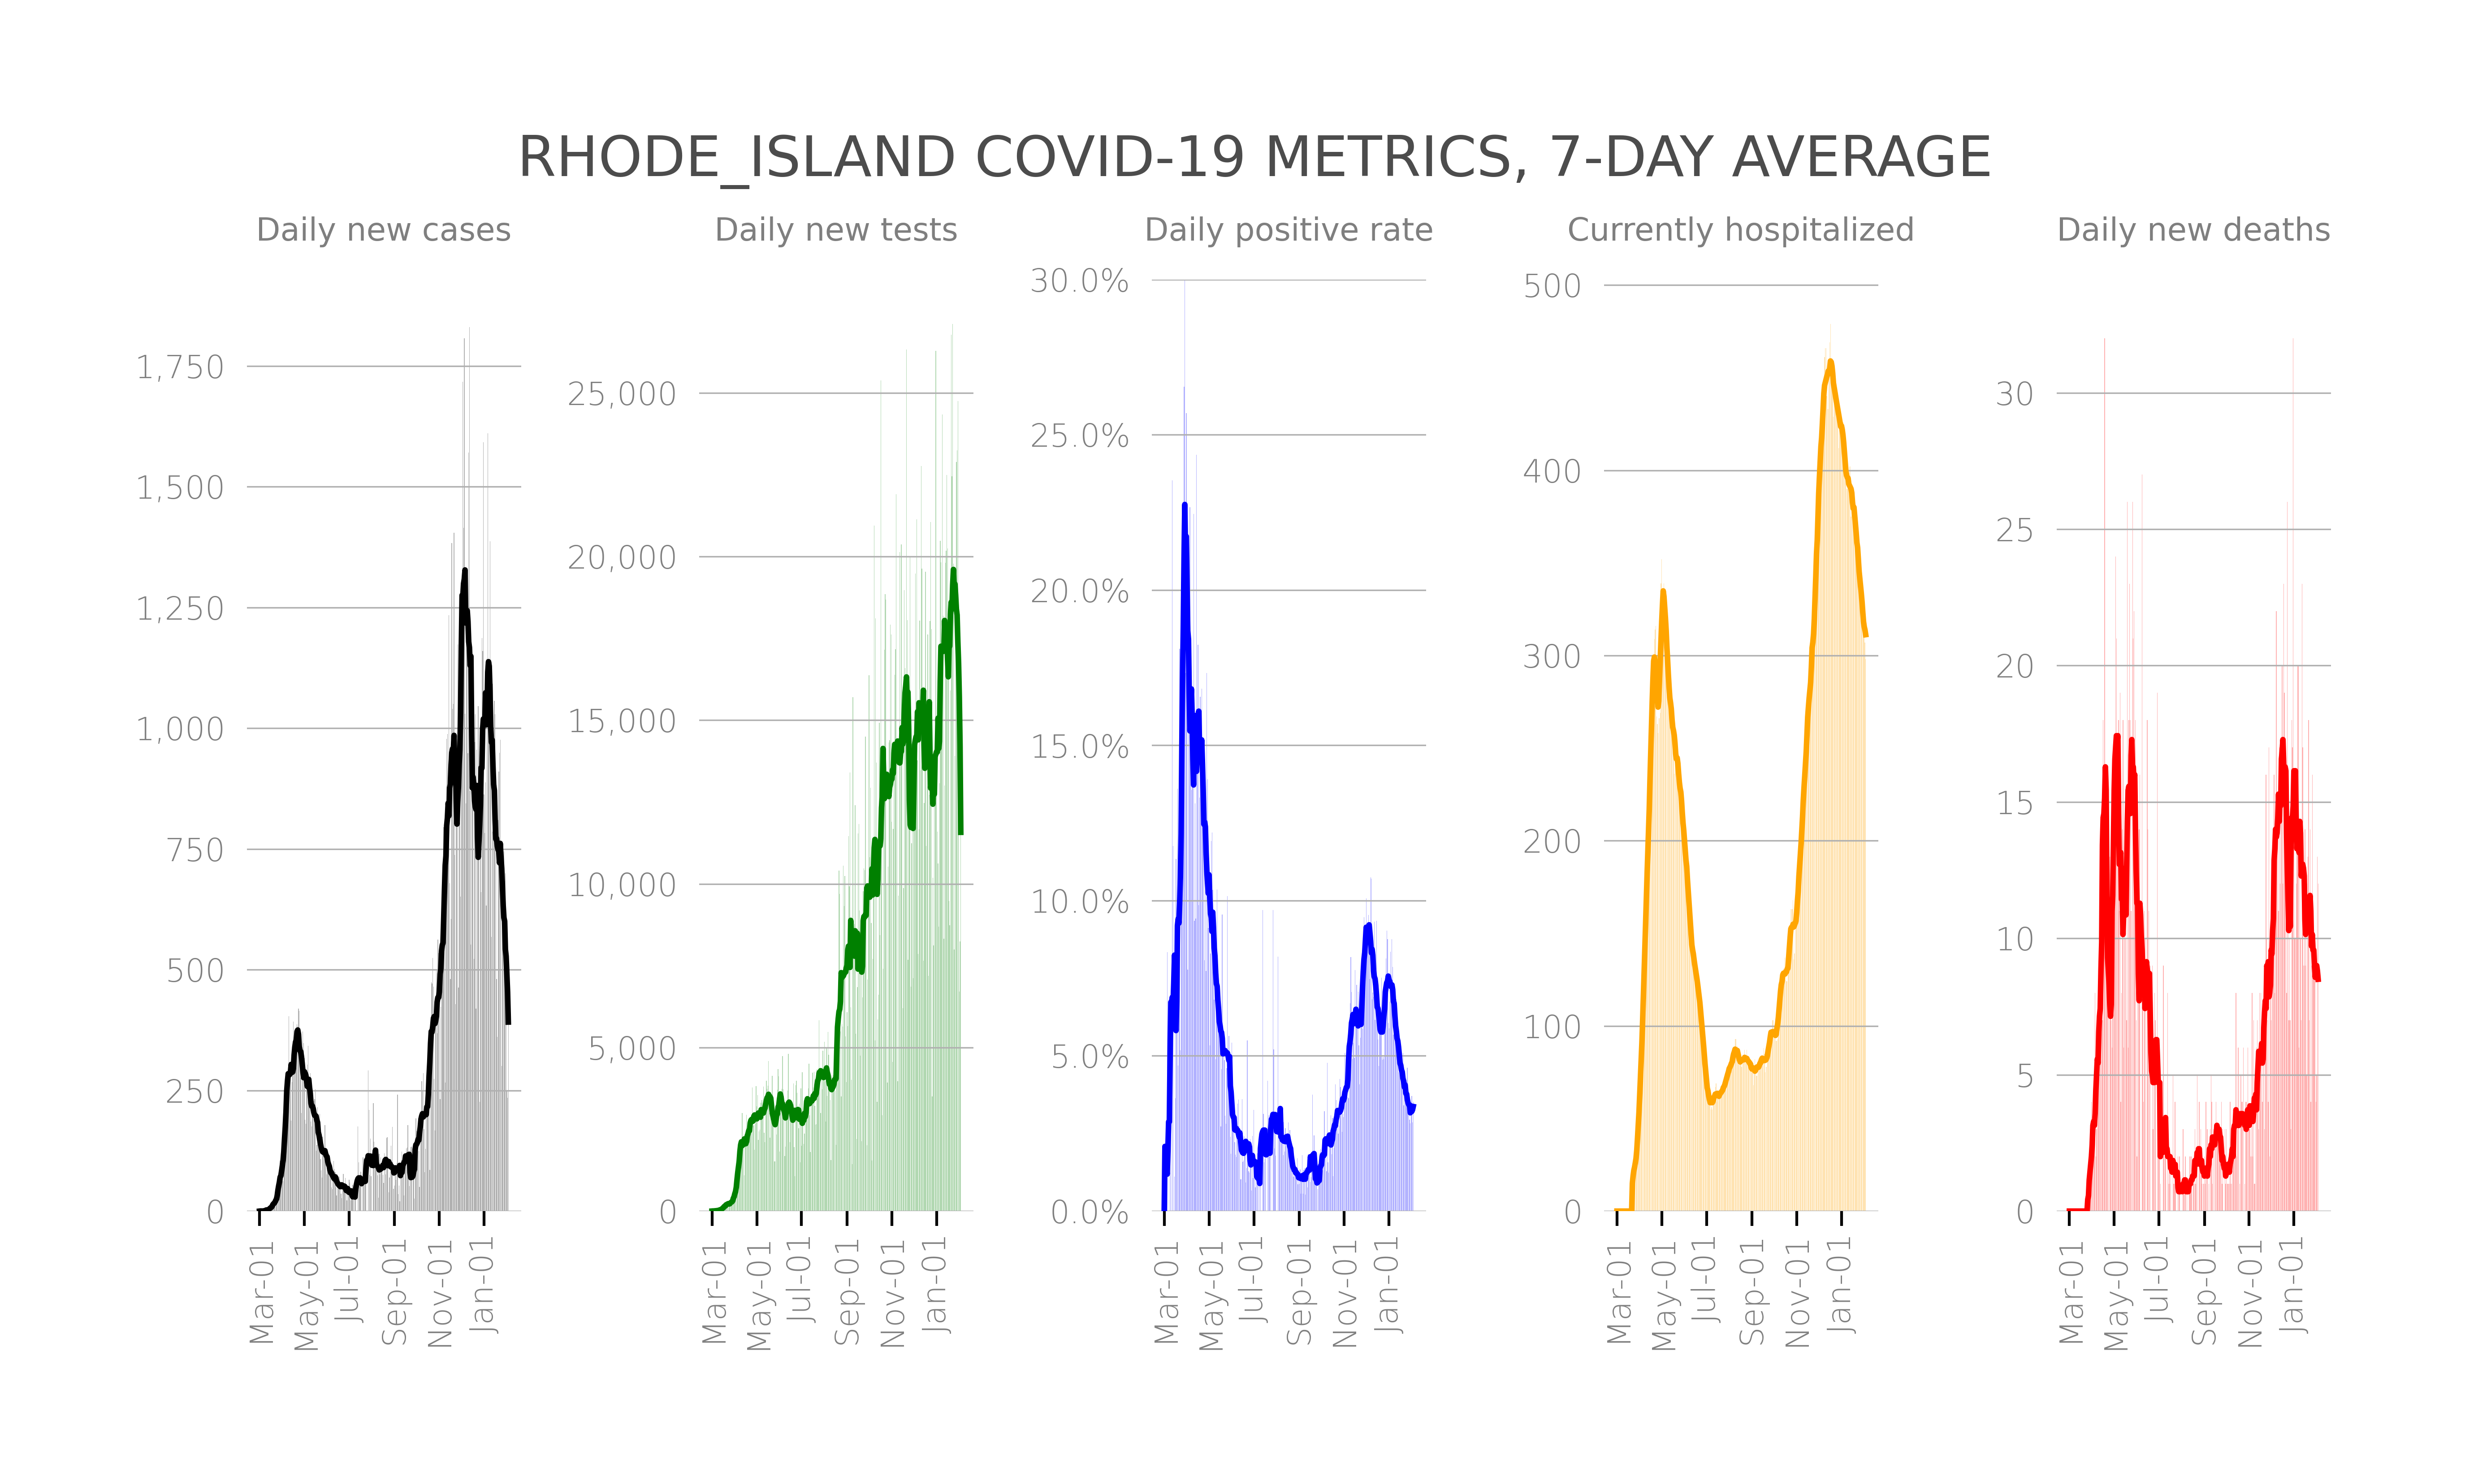 RHODE_ISLAND COVID-19 METRICS, 7-DAY AVERAGE
Daily new cases
1,750
1,500
1,250
1,000
750
500
250
0
Mar-01
May-01
Jul-01
Sep-01
Nov-01
Jan-01
Daily new tests
25,000
20,000
15,000
10,000
5,000
0
Mar-01
May-01
Jul-01
Sep-01
Nov-01
Jan-01
Daily positive rate
30.0%
25.0%
20.0%
15.0%
10.0%
5.0%
0.0%
Mar-01
May-01
Jul-01
Sep-01
Nov-01
Jan-01
Currently hospitalized
500
400
300
200
100
0
Mar-01
May-01
Jul-01
Sep-01
Nov-01
Jan-01
Daily new deaths
30
25
20
15
10
5
0
Mar-01
May-01
Jul-01
Sep-01
Nov-01
Jan-01